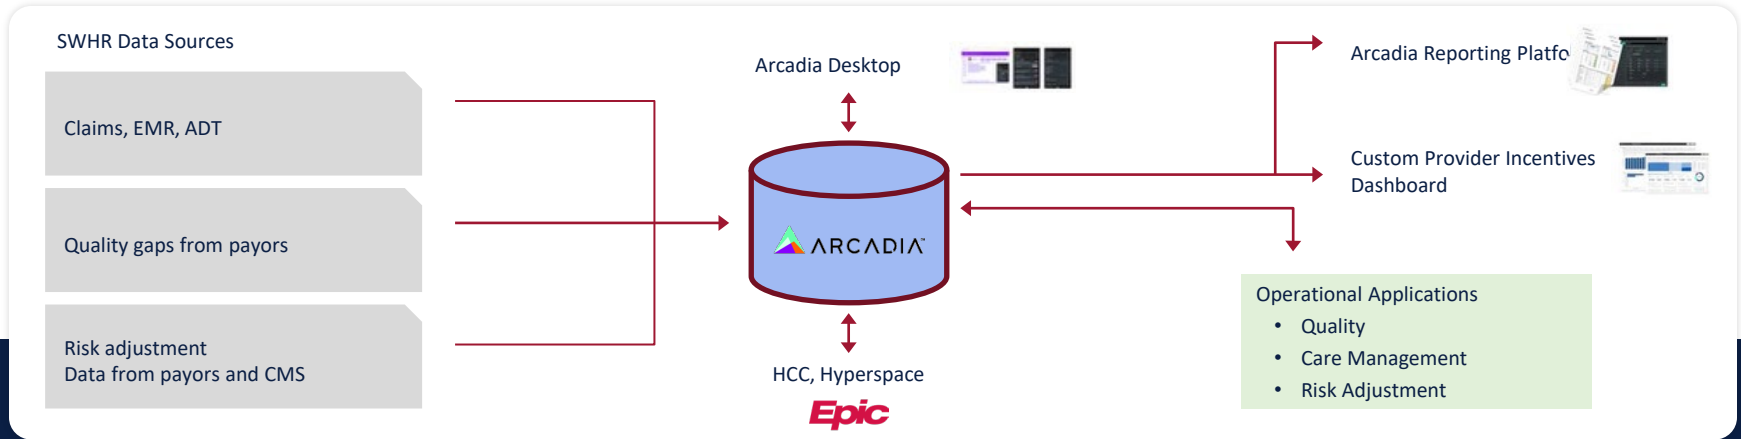 SWHR Data Sources
Claims, EMR, ADT
Quality gaps from payors
Risk adjustment
Data from payors and CMS
Arcadia Desktop
ARCADIA™
HCC, Hyperspace
Epic
Arcadia Reporting Platfo
Custom Provider Incentives
Dashboard
Operational Applications
• Quality
• Care Management
• Risk Adjustment